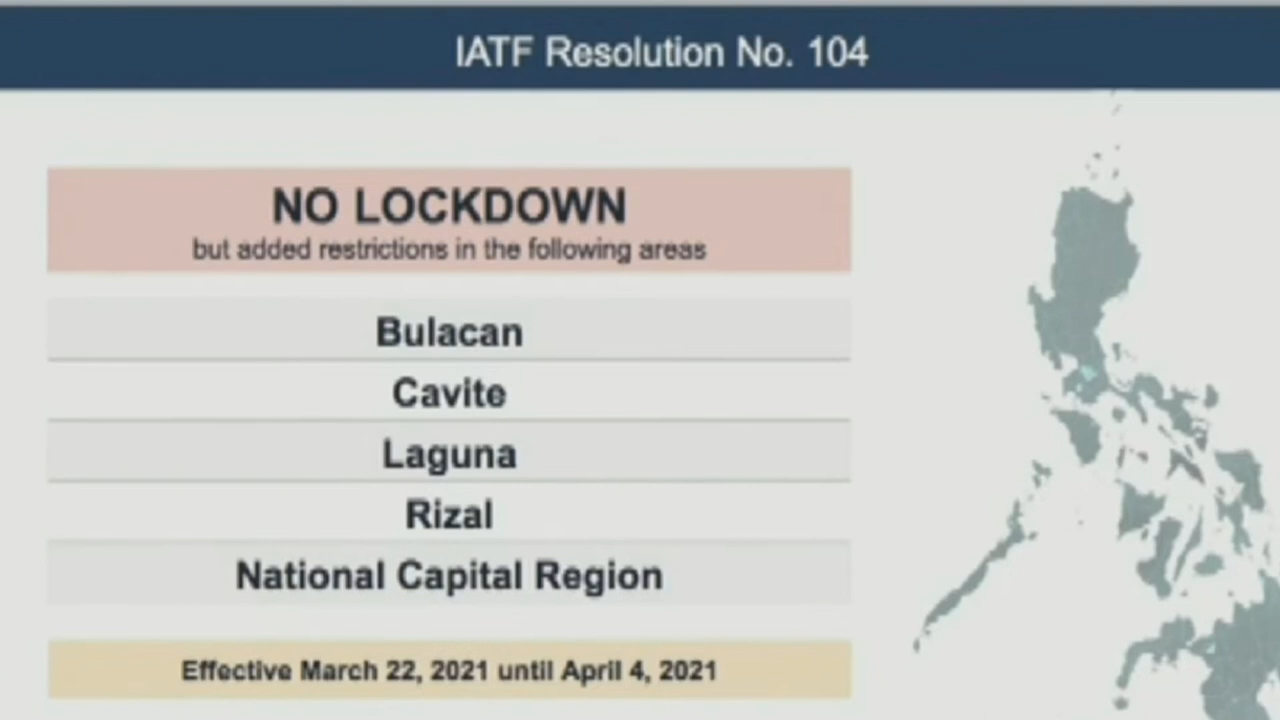 IATF Resolution No. 104
NO LOCKDOWN
but added restrictions in the following areas
Bulacan
Cavite
Laguna
Rizal
National Capital Region
Effective March 22, 2021 until April 4, 2021